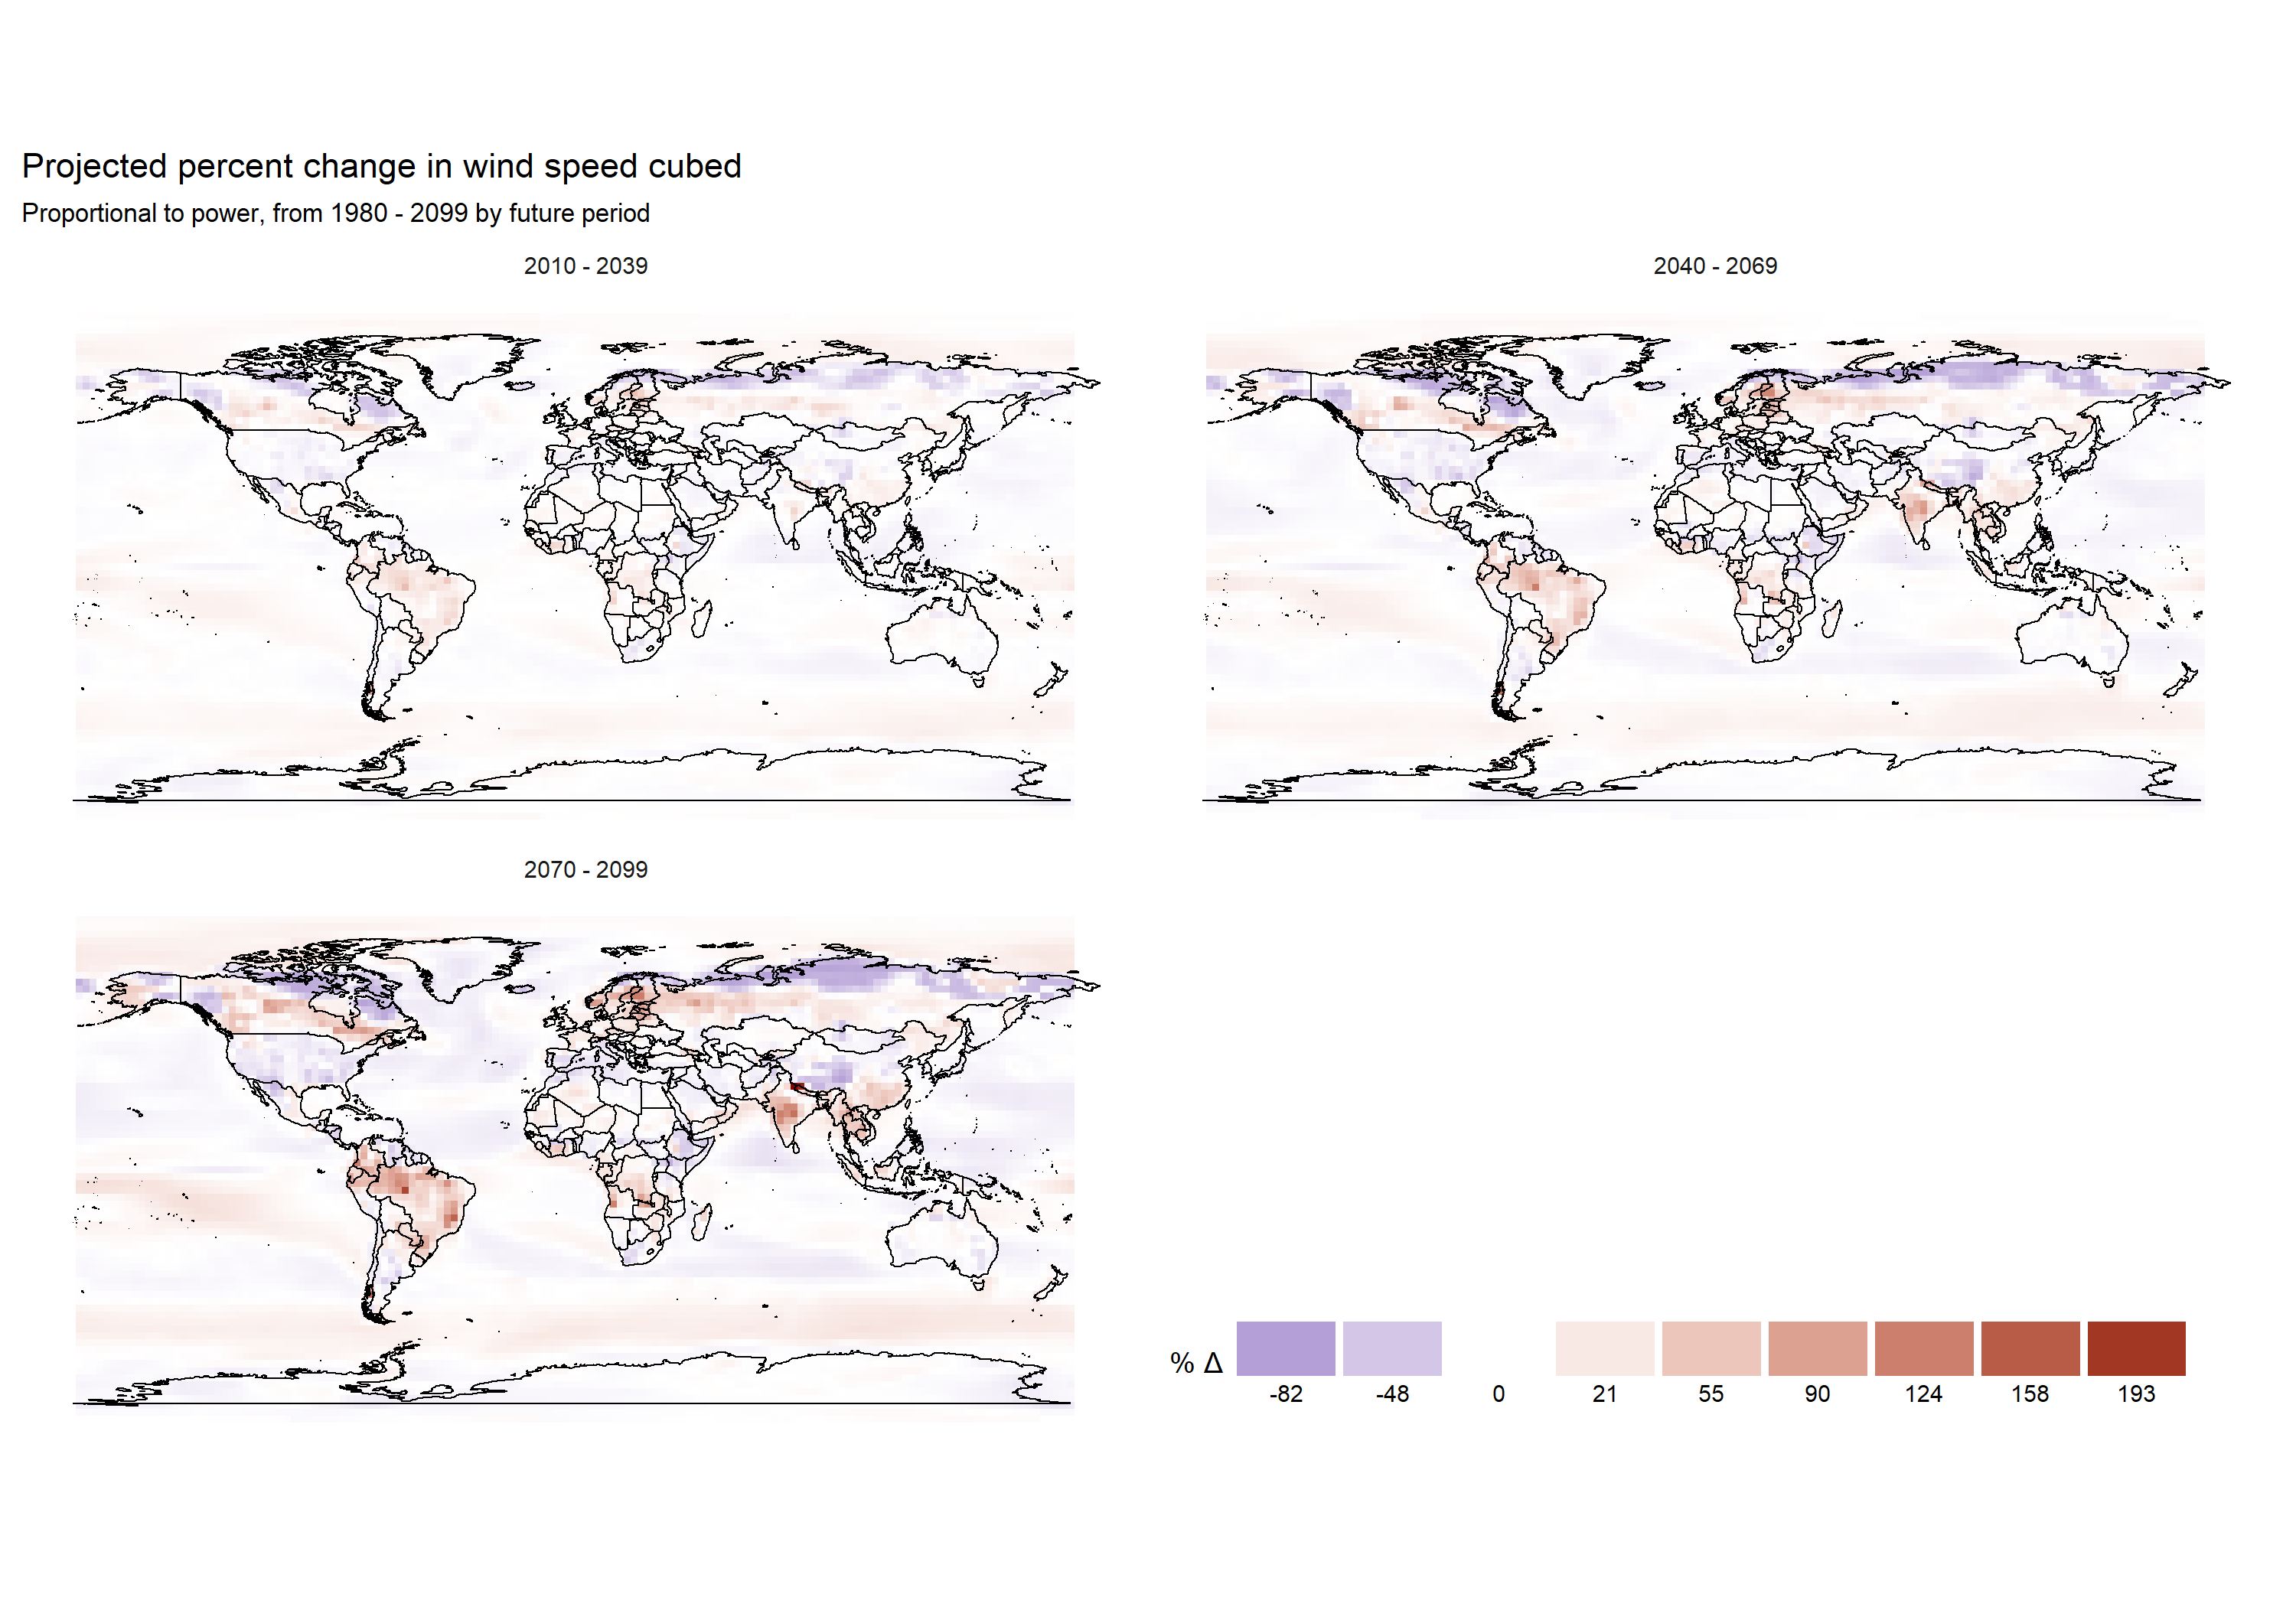 Projected percent change in wind speed cubed
Proportional to power, from 1980 - 2099 by future period
2010 - 2039
2040 - 2069
2070 - 2099
% Δ
-82 -48 0 21 55 90 124 158 193